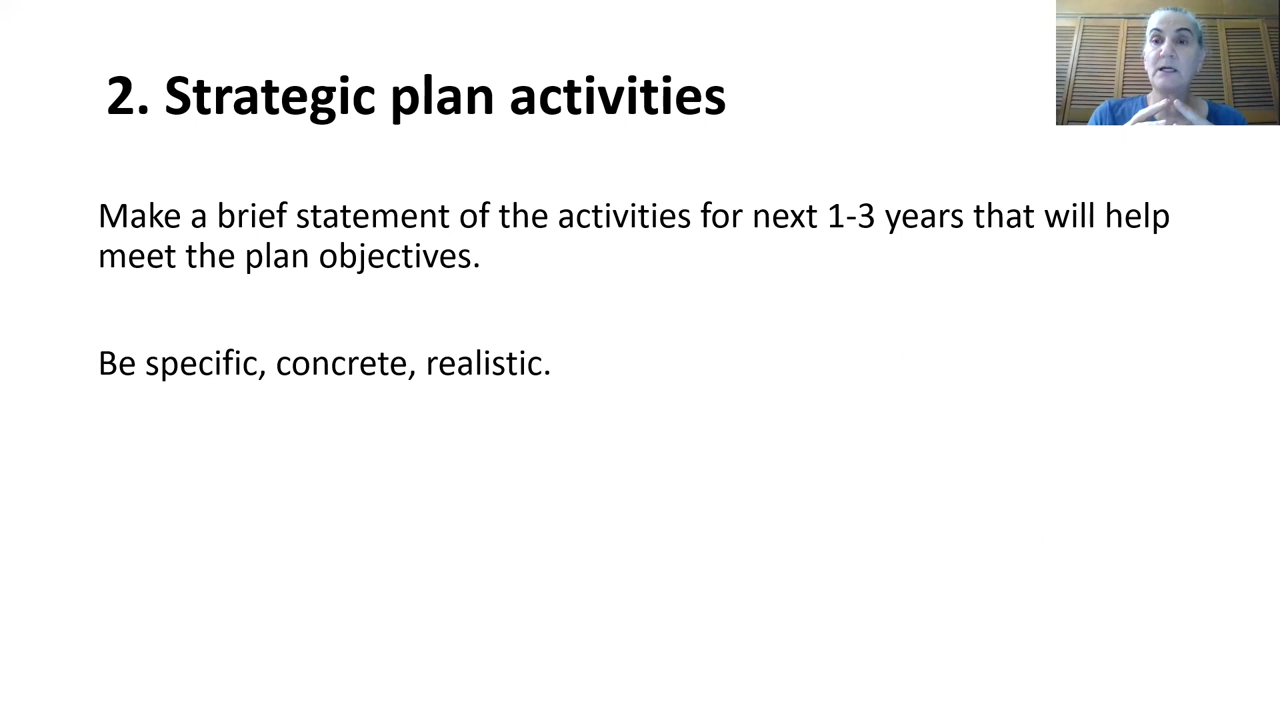 2. Strategic plan activities
Make a brief statement of the activities for next 1-3 years that will help
meet the plan objectives.
Be specific, concrete, realistic.